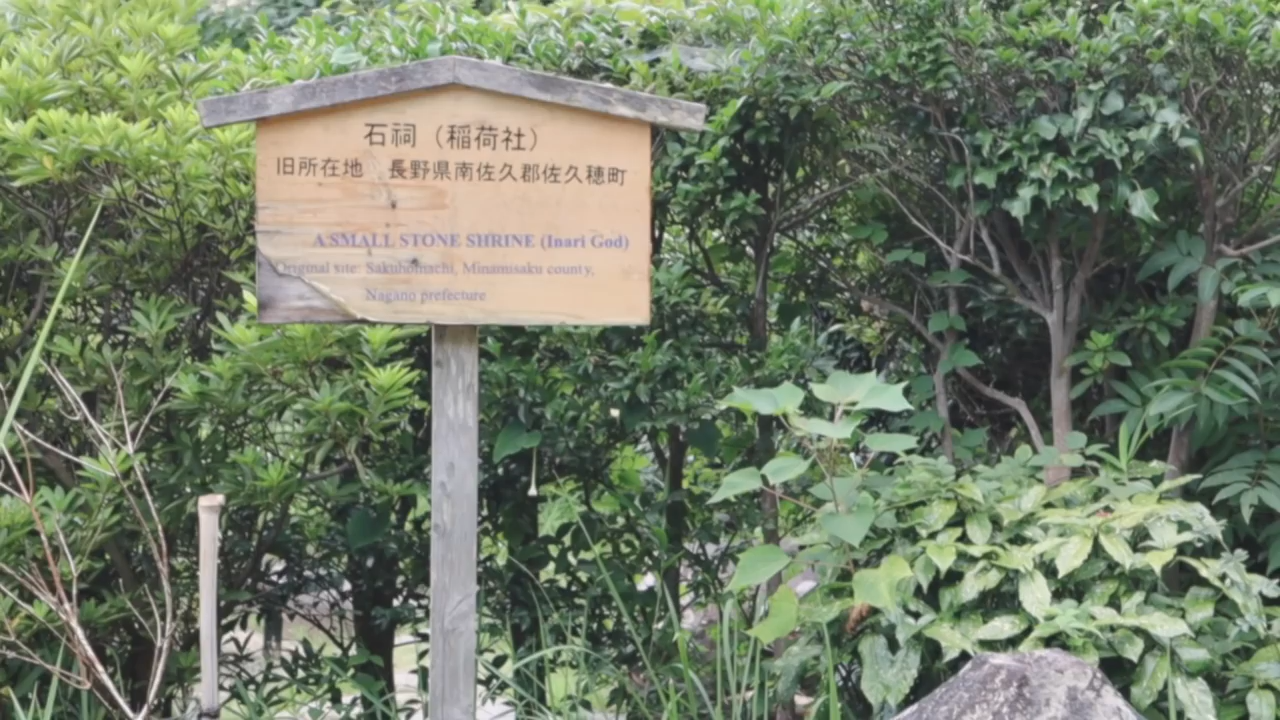 石祠（稲荷社）
旧所在地　長野県南佐久郡佐久穂町
A SMALL STONE SHRINE (Inari God)
Original site: Sakuhomachi, Minamisaku county,
Nagano prefecture